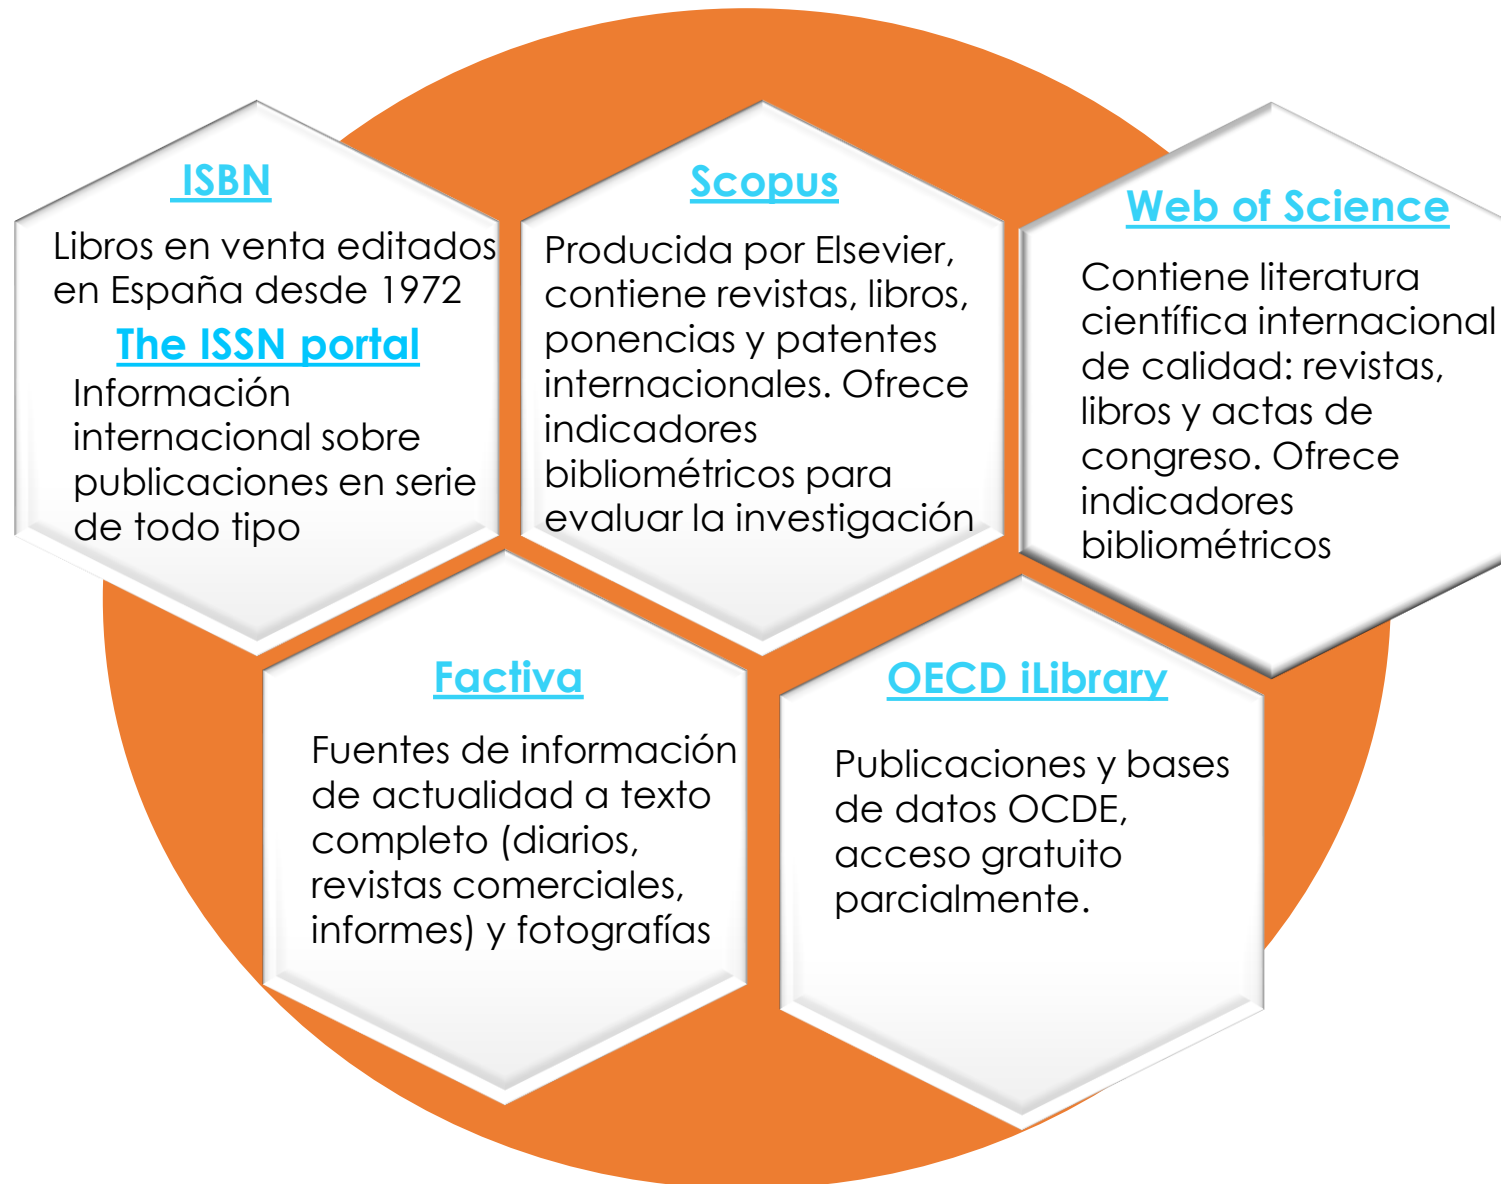 ISBN
Libros en venta editados
en España desde 1972
The ISSN portal
Información
internacional sobre
publicaciones en serie
de todo tipo
Scopus
Producida por Elsevier,
contiene revistas, libros,
ponencias y patentes
internacionales. Ofrece
indicadores
bibliométricos para
evaluar la investigación
Web of Science
Contiene literatura
científica internacional
de calidad: revistas,
libros y actas de
congreso. Ofrece
indicadores
bibliométricos
Factiva
Fuentes de información
de actualidad a texto
completo (diarios,
revistas comerciales,
informes) y fotografías
OECD iLibrary
Publicaciones y bases
de datos OCDE,
acceso gratuito
parcialmente.